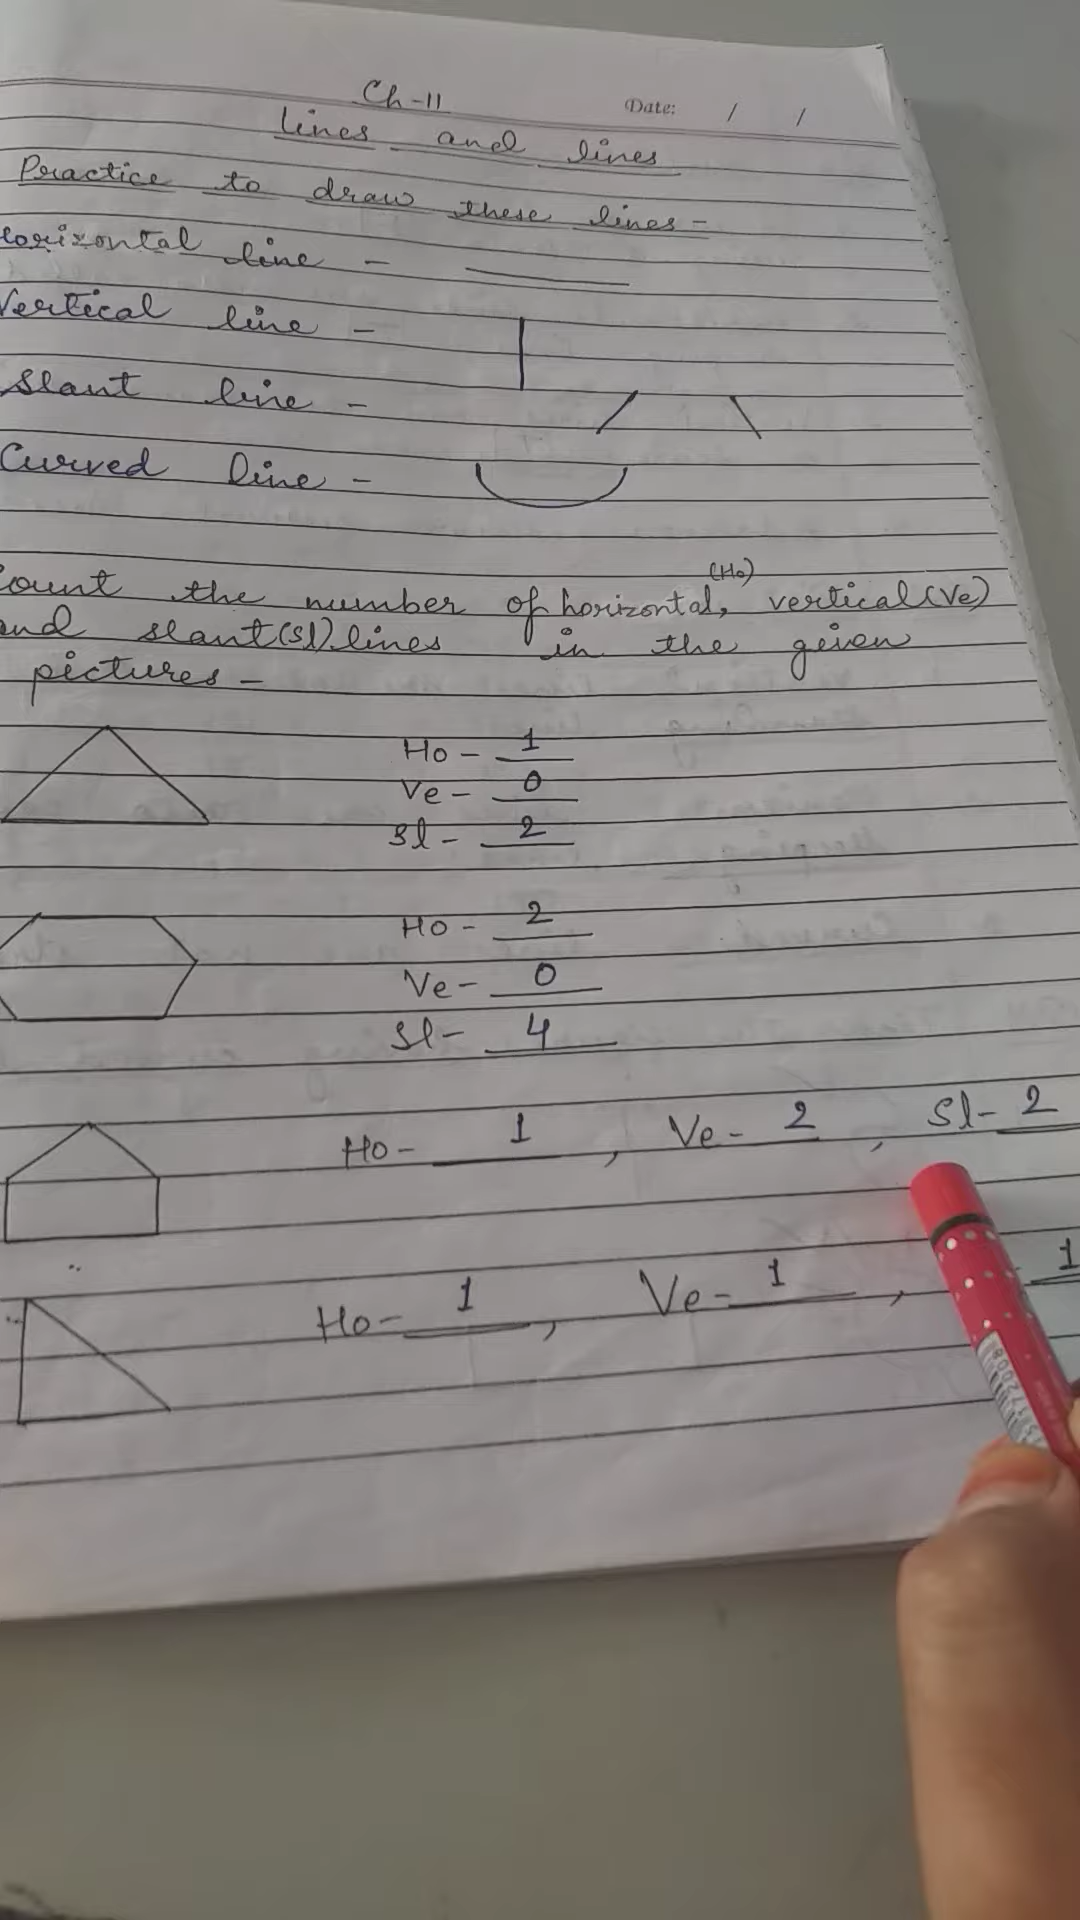 Ch-11
Date: / /
lines and lines
Practice to draw these lines -
orizontal line -
Vertical line -
Slant line -
Curved line -
(Ho)
ount the number of horizontal, vertical(Ve)
and slant(Sl) lines in the given
pictures -
Ho - 1
Ve - 0
Sl - 2
Ho - 2
Ve - 0
Sl - 4
Ho - 1, Ve - 2, Sl - 2
Ho - 1, Ve - 1, 1